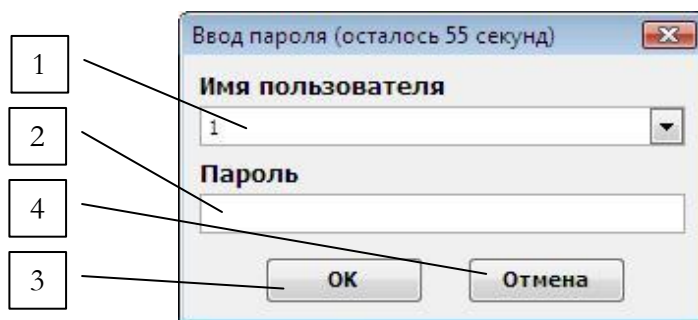 Ввод пароля (осталось 55 секунд)
1
Имя пользователя
1
2
Пароль
4
3
OK
Отмена